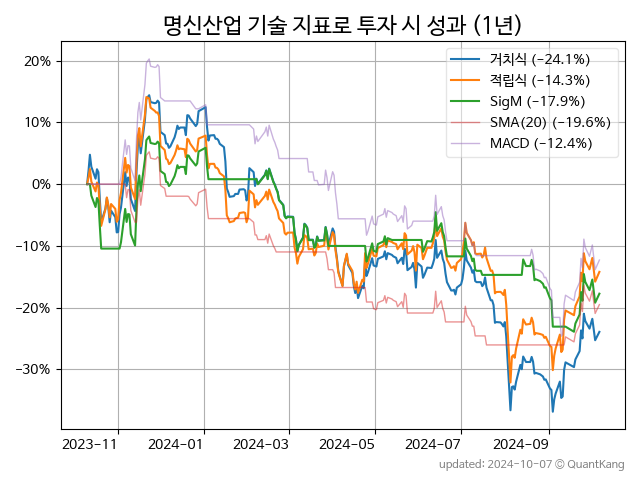 명신산업 기술 지표로 투자 시 성과 (1년)
거치식 (−24.1%)
적립식 (−14.3%)
SigM (−17.9%)
SMA(20) (−19.6%)
MACD (−12.4%)
20%
10%
0%
−10%
−20%
−30%
2023-11 2024-01 2024-03 2024-05 2024-07 2024-09
updated: 2024-10-07 © QuantKang